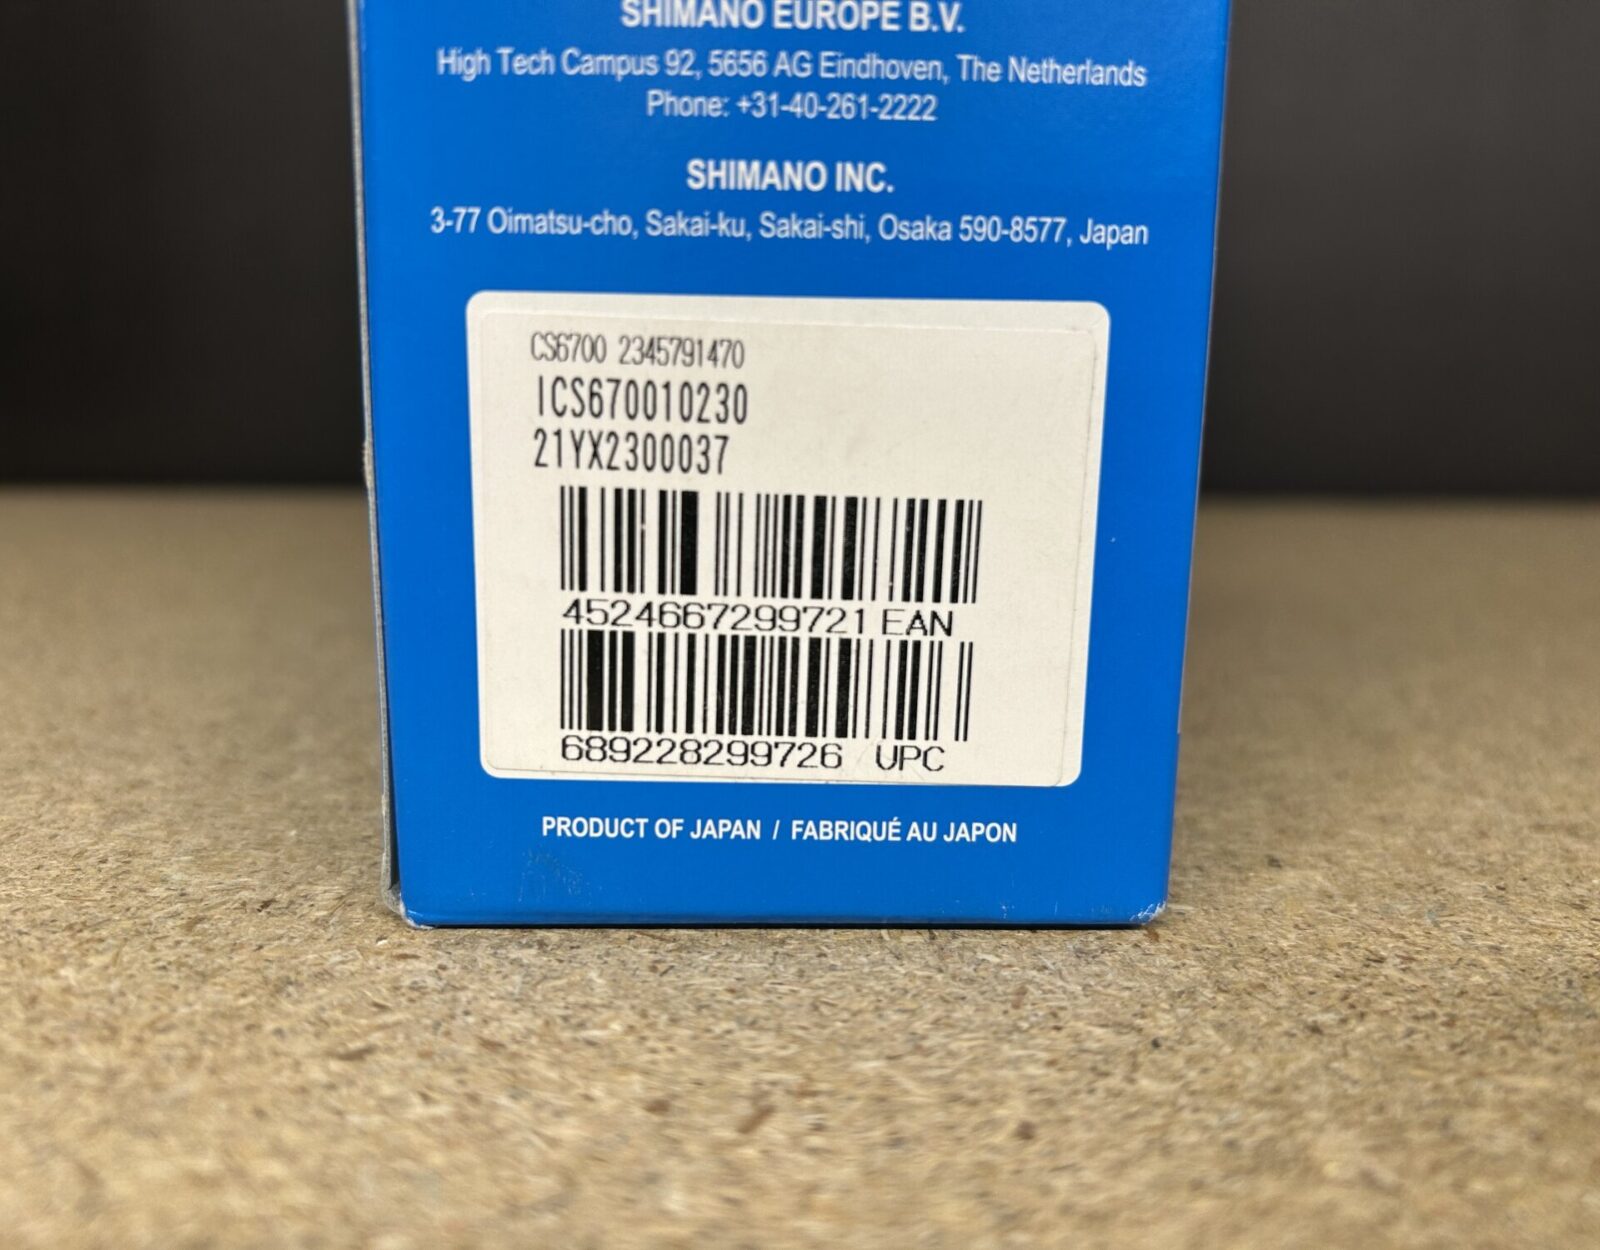 SHIMANO EUROPE B.V.
High Tech Campus 92, 5656 AG Eindhoven, The Netherlands
Phone: +31-40-261-2222
SHIMANO INC.
3-77 Oimatsu-cho, Sakai-ku, Sakai-shi, Osaka 590-8577, Japan
CS6700 2345791470
ICS670010230
21YX2300037
4524667299721 EAN
689228299726 UPC
PRODUCT OF JAPAN / FABRIQUÉ AU JAPON